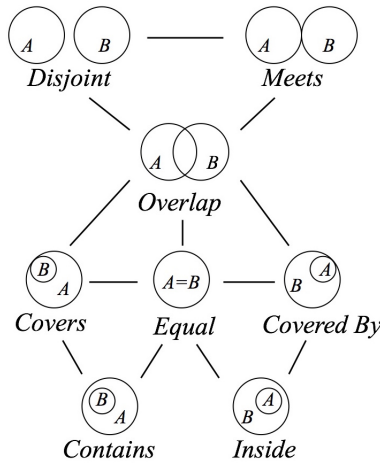 A B A B
Disjoint Meets
A B
Overlap
B A A=B B A
Covers Equal Covered By
B A B A
Contains Inside